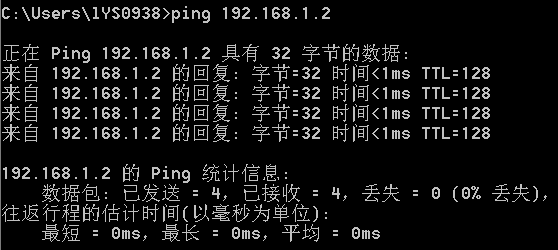 C:\Users\lYS0938>ping 192.168.1.2
正在 Ping 192.168.1.2 具有 32 字节的数据:
来自 192.168.1.2 的回复: 字节=32 时间<1ms TTL=128
来自 192.168.1.2 的回复: 字节=32 时间<1ms TTL=128
来自 192.168.1.2 的回复: 字节=32 时间<1ms TTL=128
来自 192.168.1.2 的回复: 字节=32 时间<1ms TTL=128
192.168.1.2 的 Ping 统计信息:
数据包: 已发送 = 4，已接收 = 4，丢失 = 0 (0% 丢失)，
往返行程的估计时间(以毫秒为单位):
最短 = 0ms，最长 = 0ms，平均 = 0ms